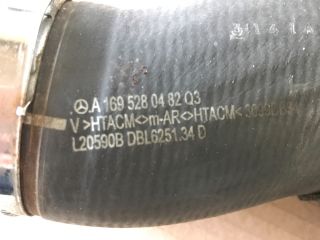 A 169 528 04 82 Q3
V >HTACM<>m-AR<>HTACM<
L20590B DBL6251.34 D